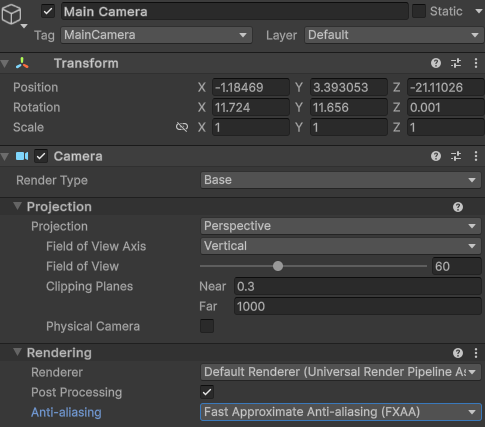 Main Camera Static
Tag MainCamera Layer Default
Transform
Position X -1.18469 Y 3.393053 Z -21.11026
Rotation X 11.724 Y 11.656 Z 0.001
Scale X 1 Y 1 Z 1
Camera
Render Type Base
Projection
Projection Perspective
Field of View Axis Vertical
Field of View 60
Clipping Planes Near 0.3
Far 1000
Physical Camera
Rendering
Renderer Default Renderer (Universal Render Pipeline As
Post Processing
Anti-aliasing Fast Approximate Anti-aliasing (FXAA)